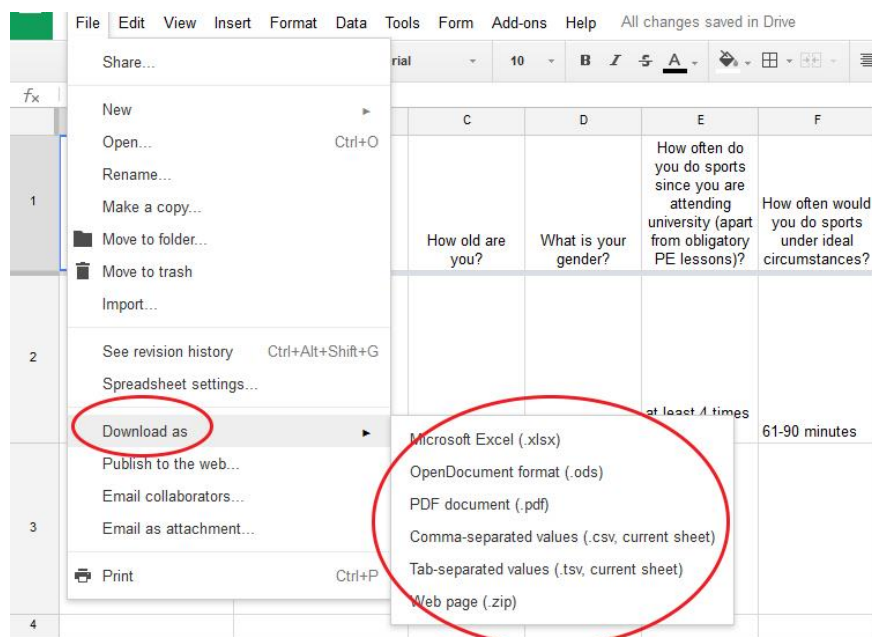 File Edit View Insert Format Data Tools Form Add-ons Help All changes saved in Drive
rial 10 B I S A
fx
Share...
New
Open... Ctrl+O
Rename...
Make a copy...
Move to folder...
Move to trash
Import...
See revision history Ctrl+Alt+Shift+G
Spreadsheet settings...
Download as
Publish to the web...
Email collaborators...
Email as attachment...
Print Ctrl+P
Microsoft Excel (.xlsx)
OpenDocument format (.ods)
PDF document (.pdf)
Comma-separated values (.csv, current sheet)
Tab-separated values (.tsv, current sheet)
Web page (.zip)
C D E F
1
How old are
you?
What is your
gender?
How often do
you do sports
since you are
attending
university (apart
from obligatory
PE lessons)?
How often would
you do sports
under ideal
circumstances?
2
at least 4 times
61-90 minutes
3
4